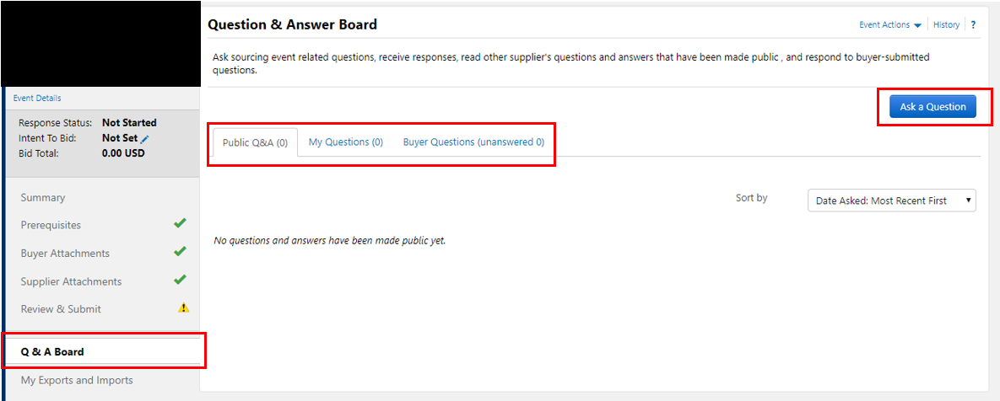 Question & Answer Board
Event Actions
History
?
Ask sourcing event related questions, receive responses, read other supplier's questions and answers that have been made public , and respond to buyer-submitted
questions.
Event Details
Ask a Question
Response Status: Not Started
Intent To Bid: Not Set
Bid Total: 0.00 USD
Public Q&A (0)
My Questions (0)
Buyer Questions (unanswered 0)
Summary
Sort by
Date Asked: Most Recent First
Prerequisites
No questions and answers have been made public yet.
Buyer Attachments
Supplier Attachments
Review & Submit
Q & A Board
My Exports and Imports